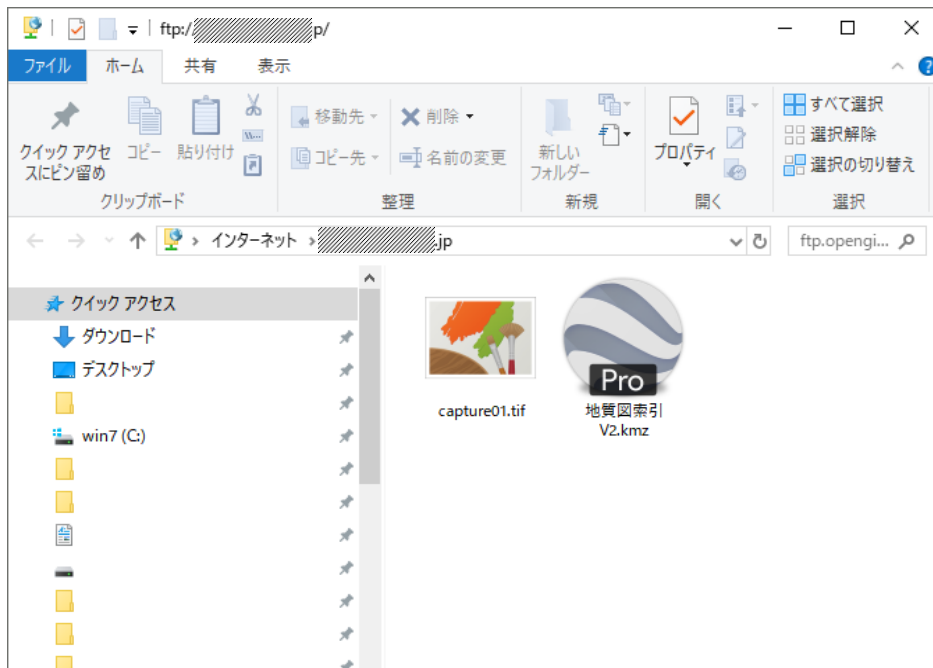 ftp:/ p/
ファイル ホーム 共有 表示
クイック アクセ
スにピン留め
コピー
貼り付け
移動先
コピー先
削除
名前の変更
新しい
フォルダー
プロパティ
すべて選択
選択解除
選択の切り替え
クリップボード 整理 新規 開く 選択
インターネット .jp
ftp.opengi...
クイック アクセス
ダウンロード
デスクトップ
win7 (C:)
capture01.tif
Pro
地質図索引
V2.kmz